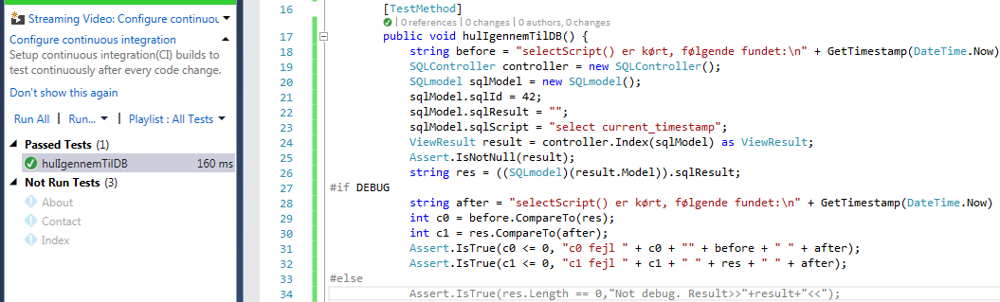 Streaming Video: Configure continuou
Configure continuous integration
Setup continuous integration(CI) builds to
test continuously after every code change.
Don't show this again
Run All | Run... | Playlist : All Tests
Passed Tests (1)
hulIgennemTilDB 160 ms
Not Run Tests (3)
About
Contact
Index
16 [TestMethod]
0 references | 0 changes | 0 authors, 0 changes
17 public void hulIgennemTilDB() {
18 string before = "selectScript() er kørt, følgende fundet:\n" + GetTimestamp(DateTime.Now)
19 SQLController controller = new SQLController();
20 SQLmodel sqlModel = new SQLmodel();
21 sqlModel.sqlId = 42;
22 sqlModel.sqlResult = "";
23 sqlModel.sqlScript = "select current_timestamp";
24 ViewResult result = controller.Index(sqlModel) as ViewResult;
25 Assert.IsNotNull(result);
26 string res = ((SQLmodel)(result.Model)).sqlResult;
27 #if DEBUG
28 string after = "selectScript() er kørt, følgende fundet:\n" + GetTimestamp(DateTime.Now)
29 int c0 = before.CompareTo(res);
30 int c1 = res.CompareTo(after);
31 Assert.IsTrue(c0 <= 0, "c0 fejl " + c0 + "" + before + " " + after);
32 Assert.IsTrue(c1 <= 0, "c1 fejl " + c1 + " " + res + " " + after);
33 #else
34 Assert.IsTrue(res.Length == 0,"Not debug. Result>>"+result+"<<");